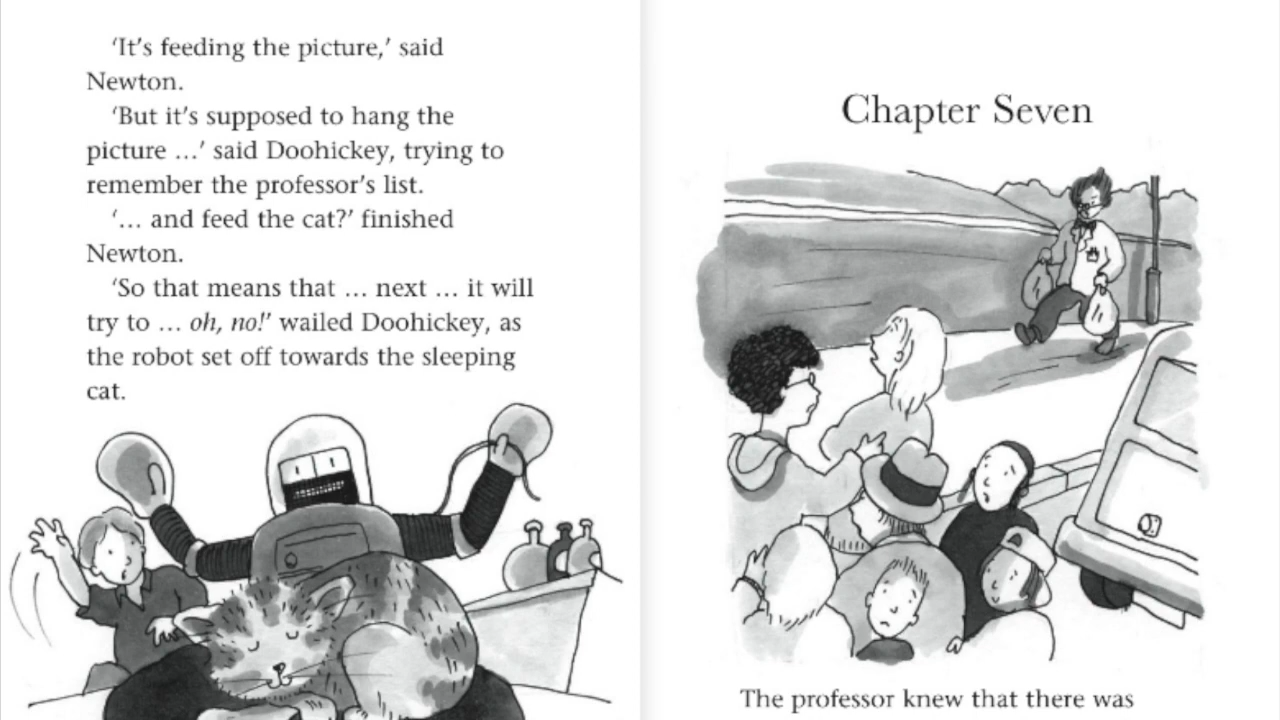 ‘It’s feeding the picture,’ said
Newton.
‘But it’s supposed to hang the
picture …’ said Doohickey, trying to
remember the professor’s list.
‘… and feed the cat?’ finished
Newton.
‘So that means that … next … it will
try to … oh, no!’ wailed Doohickey, as
the robot set off towards the sleeping
cat.
Chapter Seven
The professor knew that there was